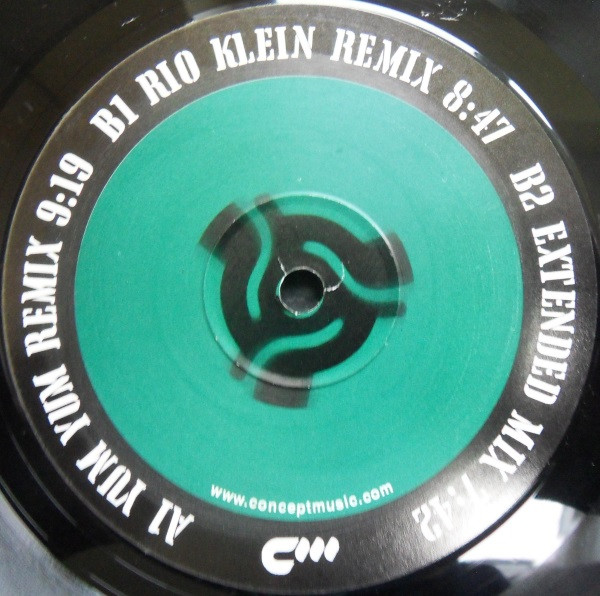 A1 YUM YUM REMIX 9:19
B1 RIO KLEIN REMIX 8:47
B2 EXTENDED MIX 7:42
www.conceptmusic.com